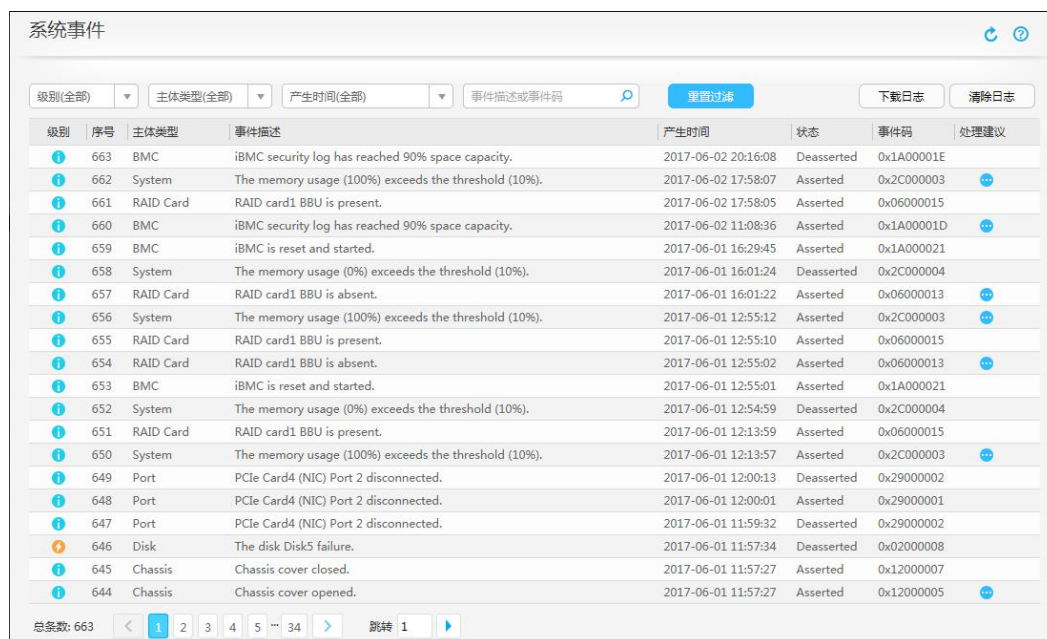 系统事件
级别(全部) 主体类型(全部) 产生时间(全部) 事件描述或事件码 重置过滤 下载日志 清除日志
级别 序号 主体类型 事件描述 产生时间 状态 事件码 处理建议
663 BMC iBMC security log has reached 90% space capacity. 2017-06-02 20:16:08 Deasserted 0x1A00001E
662 System The memory usage (100%) exceeds the threshold (10%). 2017-06-02 17:58:07 Asserted 0x2C000003
661 RAID Card RAID card1 BBU is present. 2017-06-02 17:58:05 Asserted 0x06000015
660 BMC iBMC security log has reached 90% space capacity. 2017-06-02 11:08:36 Asserted 0x1A00001D
659 BMC iBMC is reset and started. 2017-06-01 16:29:45 Asserted 0x1A000021
658 System The memory usage (0%) exceeds the threshold (10%). 2017-06-01 16:01:24 Deasserted 0x2C000004
657 RAID Card RAID card1 BBU is absent. 2017-06-01 16:01:22 Asserted 0x06000013
656 System The memory usage (100%) exceeds the threshold (10%). 2017-06-01 12:55:12 Asserted 0x2C000003
655 RAID Card RAID card1 BBU is present. 2017-06-01 12:55:10 Asserted 0x06000015
654 RAID Card RAID card1 BBU is absent. 2017-06-01 12:55:02 Asserted 0x06000013
653 BMC iBMC is reset and started. 2017-06-01 12:55:01 Asserted 0x1A000021
652 System The memory usage (0%) exceeds the threshold (10%). 2017-06-01 12:54:59 Deasserted 0x2C000004
651 RAID Card RAID card1 BBU is present. 2017-06-01 12:13:59 Asserted 0x06000015
650 System The memory usage (100%) exceeds the threshold (10%). 2017-06-01 12:13:57 Asserted 0x2C000003
649 Port PCIe Card4 (NIC) Port 2 disconnected. 2017-06-01 12:00:13 Deasserted 0x29000002
648 Port PCIe Card4 (NIC) Port 2 disconnected. 2017-06-01 12:00:01 Asserted 0x29000001
647 Port PCIe Card4 (NIC) Port 2 disconnected. 2017-06-01 11:59:32 Deasserted 0x29000002
646 Disk The disk Disk5 failure. 2017-06-01 11:57:34 Deasserted 0x02000008
645 Chassis Chassis cover closed. 2017-06-01 11:57:27 Asserted 0x12000007
644 Chassis Chassis cover opened. 2017-06-01 11:57:27 Asserted 0x12000005
总条数: 663 < 1 2 3 4 5 ... 34 > 跳转 1